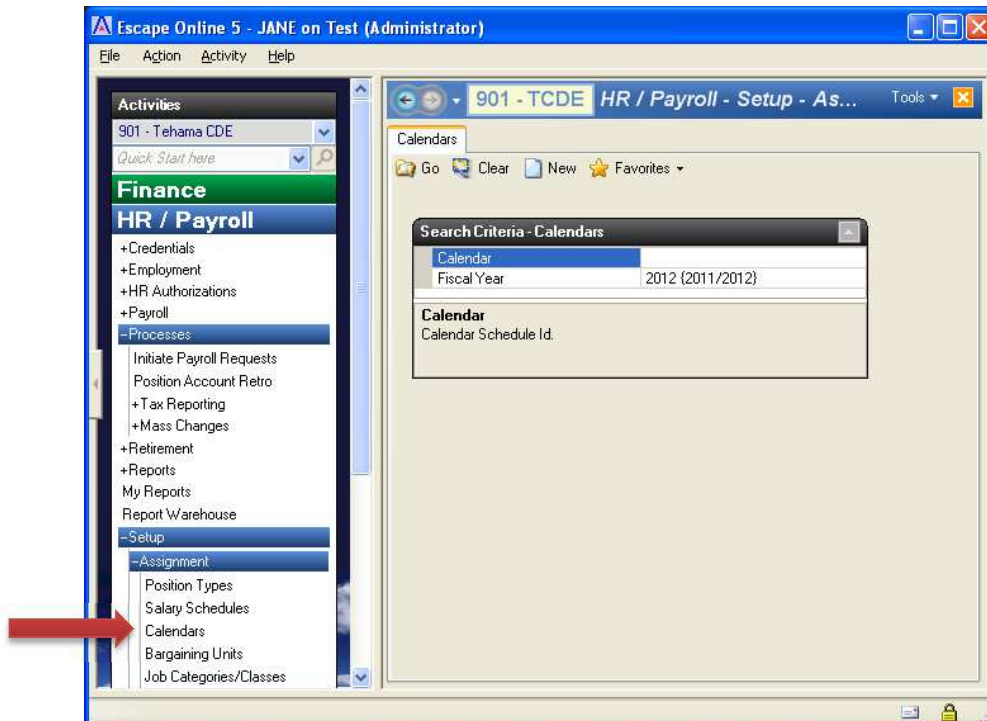 Escape Online 5 - JANE on Test (Administrator)
File Action Activity Help
Activities
901 - Tehama CDE
Quick Start here
Finance
HR / Payroll
+Credentials
+Employment
+HR Authorizations
+Payroll
-Processes
Initiate Payroll Requests
Position Account Retro
+Tax Reporting
+Mass Changes
+Retirement
+Reports
My Reports
Report Warehouse
-Setup
-Assignment
Position Types
Salary Schedules
Calendars
Bargaining Units
Job Categories/Classes
901 - TCDE HR / Payroll - Setup - As... Tools
Calendars
Go Clear New Favorites
Search Criteria - Calendars
Calendar
Fiscal Year 2012 {2011/2012}
Calendar
Calendar Schedule Id.